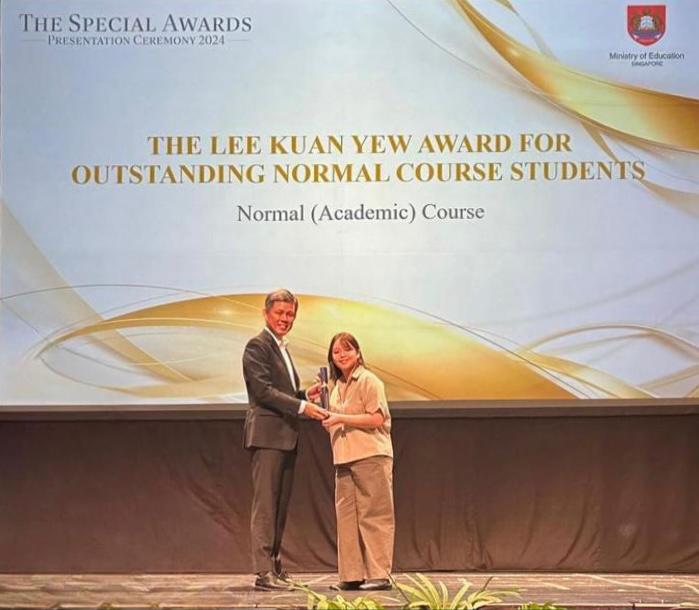 THE SPECIAL AWARDS
PRESENTATION CEREMONY 2024
Ministry of Education
SINGAPORE
THE LEE KUAN YEW AWARD FOR
OUTSTANDING NORMAL COURSE STUDENTS
Normal (Academic) Course